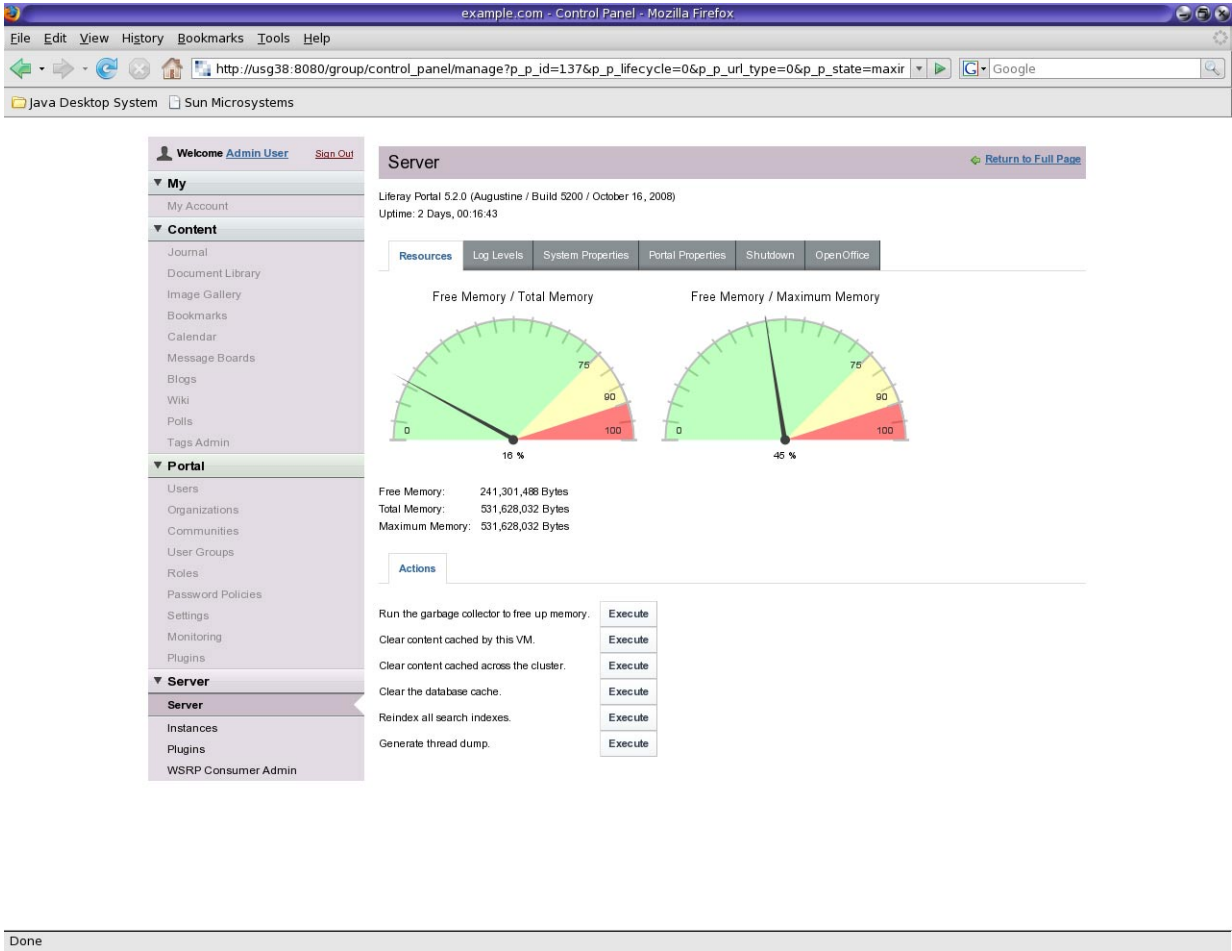 example.com - Control Panel - Mozilla Firefox
File Edit View History Bookmarks Tools Help
http://usg38:8080/group/control_panel/manage?p_p_id=137&p_p_lifecycle=0&p_p_url_type=0&p_p_state=maxir
G Google
Java Desktop System Sun Microsystems
Welcome Admin User Sign Out
My
My Account
Content
Journal
Document Library
Image Gallery
Bookmarks
Calendar
Message Boards
Blogs
Wiki
Polls
Tags Admin
Portal
Users
Organizations
Communities
User Groups
Roles
Password Policies
Settings
Monitoring
Plugins
Server
Server
Instances
Plugins
WSRP Consumer Admin
Server
Return to Full Page
Liferay Portal 5.2.0 (Augustine / Build 5200 / October 16, 2008)
Uptime: 2 Days, 00:16:43
Resources Log Levels System Properties Portal Properties Shutdown OpenOffice
Free Memory / Total Memory
0 75 90 100
16 %
Free Memory / Maximum Memory
0 75 90 100
45 %
Free Memory: 241,301,488 Bytes
Total Memory: 531,628,032 Bytes
Maximum Memory: 531,628,032 Bytes
Actions
Run the garbage collector to free up memory. Execute
Clear content cached by this VM. Execute
Clear content cached across the cluster. Execute
Clear the database cache. Execute
Reindex all search indexes. Execute
Generate thread dump. Execute
Done